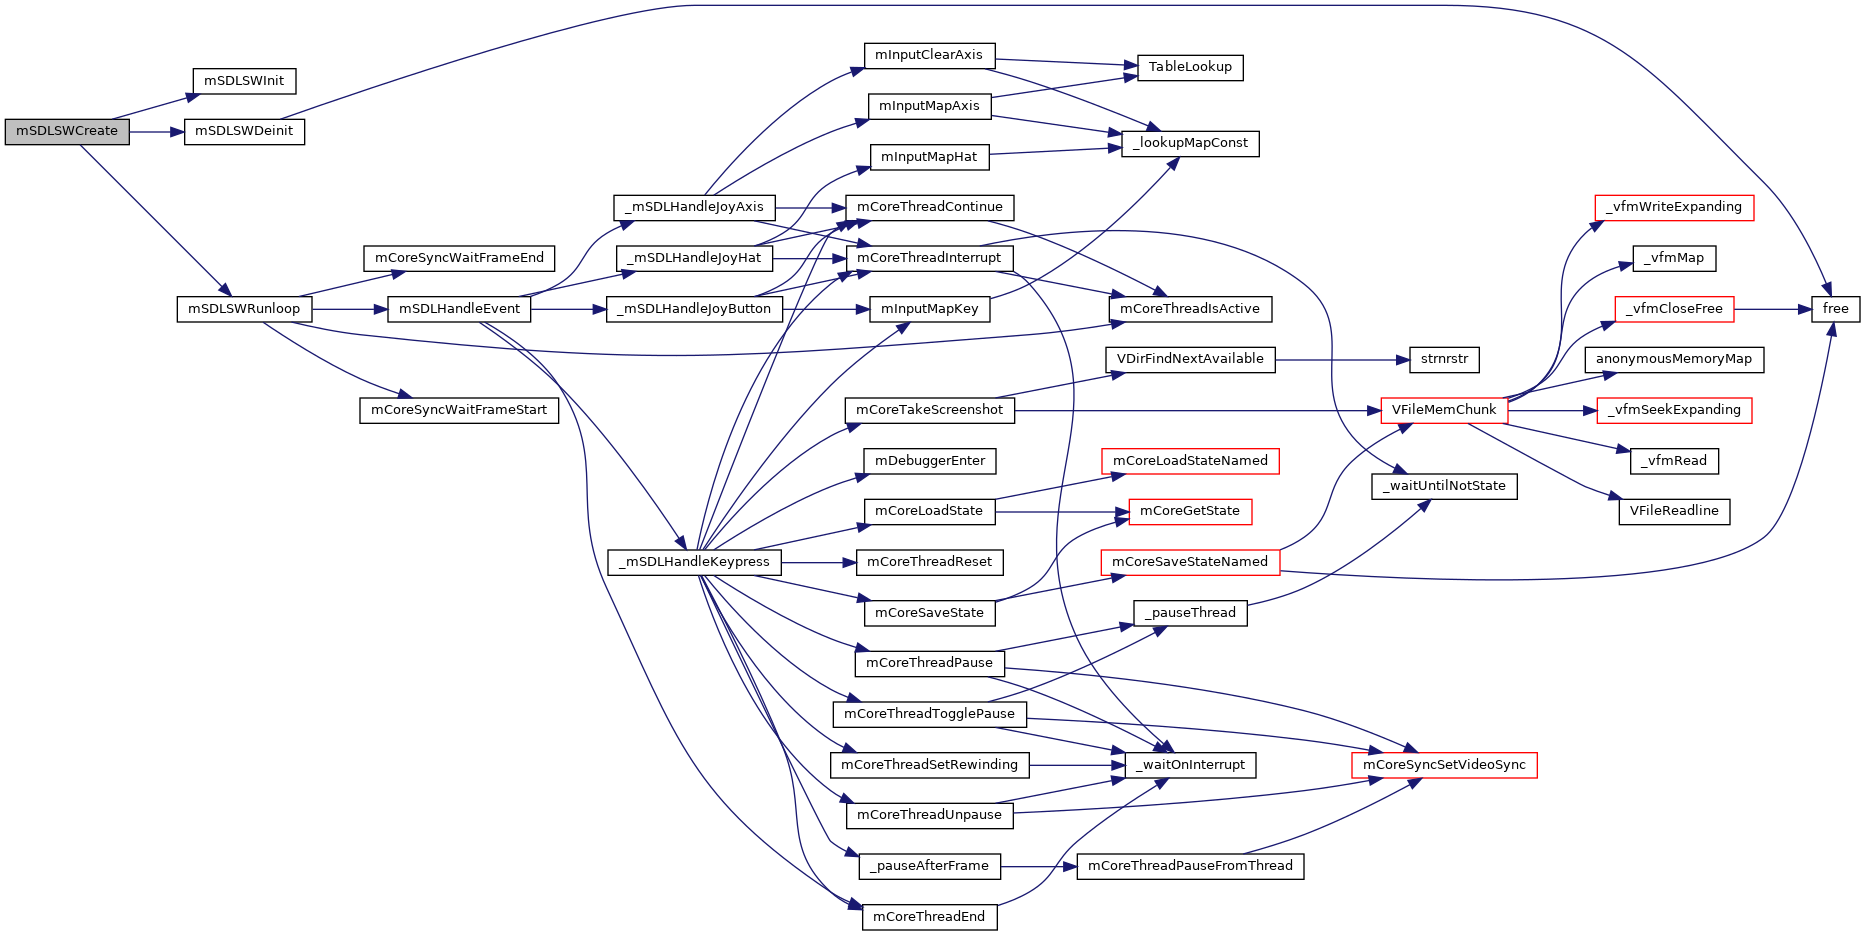 mSDLSWCreate
mSDLSWInit
mSDLSWDeinit
mSDLSWRunloop
mCoreSyncWaitFrameEnd
mSDLHandleEvent
mCoreSyncWaitFrameStart
_mSDLHandleJoyAxis
_mSDLHandleJoyHat
_mSDLHandleJoyButton
_mSDLHandleKeypress
mInputClearAxis
mInputMapAxis
mInputMapHat
mCoreThreadContinue
mCoreThreadInterrupt
mInputMapKey
mCoreTakeScreenshot
mDebuggerEnter
mCoreLoadState
mCoreThreadReset
mCoreSaveState
mCoreThreadPause
mCoreThreadTogglePause
mCoreThreadSetRewinding
mCoreThreadUnpause
_pauseAfterFrame
mCoreThreadEnd
TableLookup
_lookupMapConst
mCoreThreadIsActive
VDirFindNextAvailable
mCoreLoadStateNamed
mCoreGetState
mCoreSaveStateNamed
_pauseThread
_waitOnInterrupt
mCoreThreadPauseFromThread
strnrstr
VFileMemChunk
_waitUntilNotState
mCoreSyncSetVideoSync
_vfmWriteExpanding
_vfmMap
_vfmCloseFree
anonymousMemoryMap
_vfmSeekExpanding
_vfmRead
VFileReadline
free